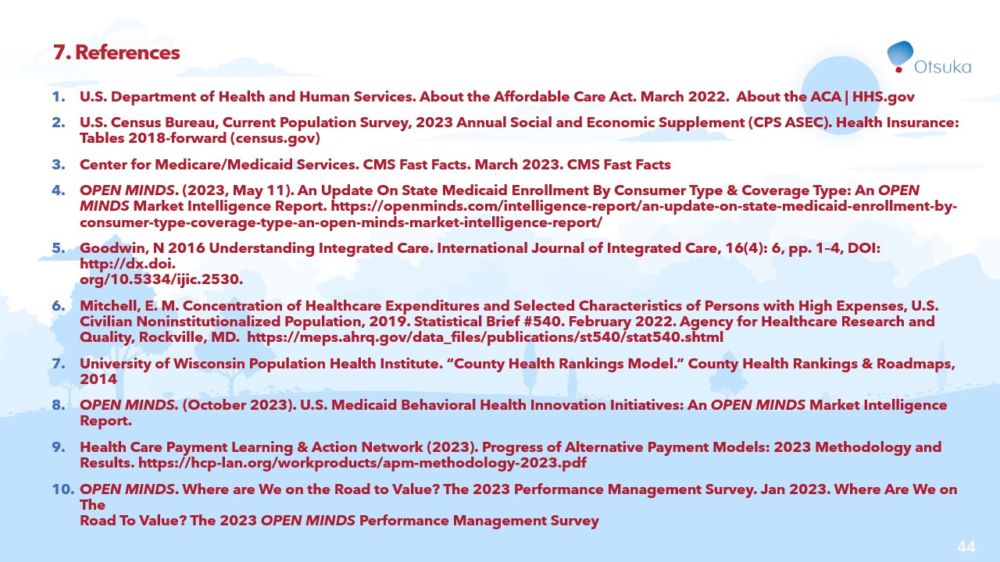 7. References
Otsuka
1. U.S. Department of Health and Human Services. About the Affordable Care Act. March 2022.  About the ACA | HHS.gov
2. U.S. Census Bureau, Current Population Survey, 2023 Annual Social and Economic Supplement (CPS ASEC). Health Insurance:
Tables 2018-forward (census.gov)
3. Center for Medicare/Medicaid Services. CMS Fast Facts. March 2023. CMS Fast Facts
4. OPEN MINDS. (2023, May 11). An Update On State Medicaid Enrollment By Consumer Type & Coverage Type: An OPEN
MINDS Market Intelligence Report. https://openminds.com/intelligence-report/an-update-on-state-medicaid-enrollment-by-
consumer-type-coverage-type-an-open-minds-market-intelligence-report/
5. Goodwin, N 2016 Understanding Integrated Care. International Journal of Integrated Care, 16(4): 6, pp. 1–4, DOI:
http://dx.doi.
org/10.5334/ijic.2530.
6. Mitchell, E. M. Concentration of Healthcare Expenditures and Selected Characteristics of Persons with High Expenses, U.S.
Civilian Noninstitutionalized Population, 2019. Statistical Brief #540. February 2022. Agency for Healthcare Research and
Quality, Rockville, MD.  https://meps.ahrq.gov/data_files/publications/st540/stat540.shtml
7. University of Wisconsin Population Health Institute. “County Health Rankings Model.” County Health Rankings & Roadmaps,
2014
8. OPEN MINDS. (October 2023). U.S. Medicaid Behavioral Health Innovation Initiatives: An OPEN MINDS Market Intelligence
Report.
9. Health Care Payment Learning & Action Network (2023). Progress of Alternative Payment Models: 2023 Methodology and
Results. https://hcp-lan.org/workproducts/apm-methodology-2023.pdf
10. OPEN MINDS. Where are We on the Road to Value? The 2023 Performance Management Survey. Jan 2023. Where Are We on
The
Road To Value? The 2023 OPEN MINDS Performance Management Survey
44